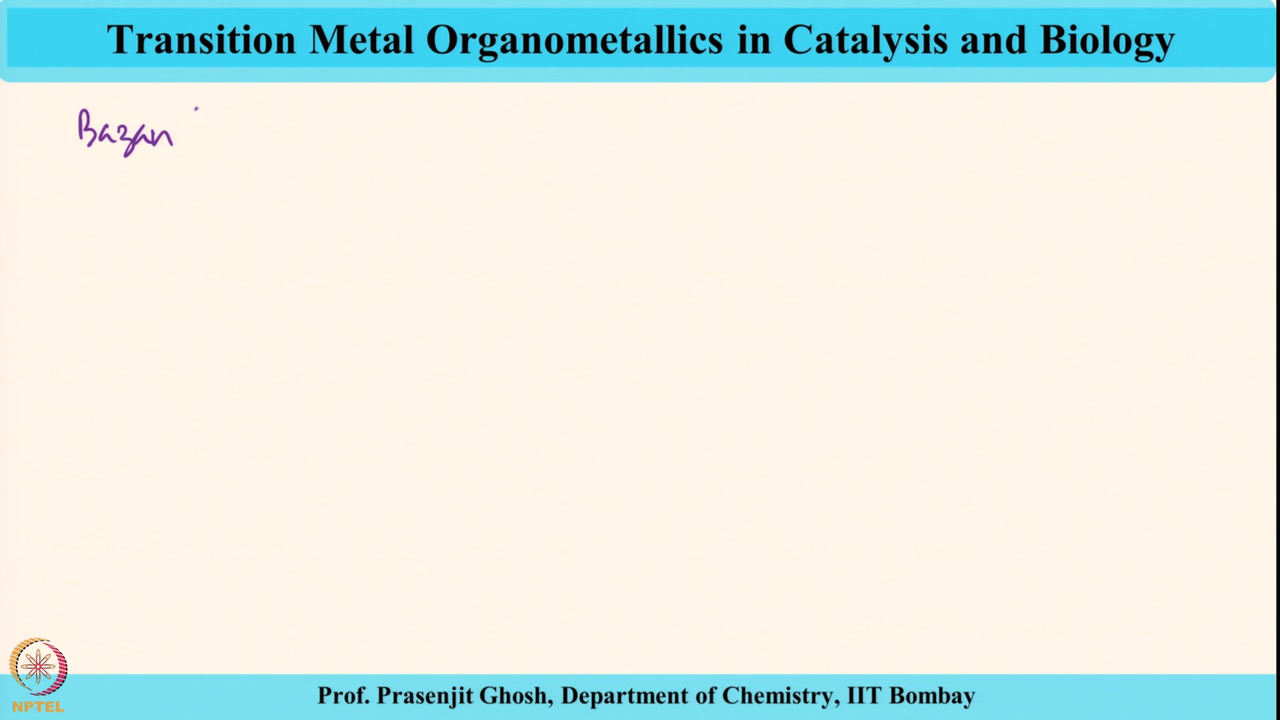 Transition Metal Organometallics in Catalysis and Biology
Bazan
Prof. Prasenjit Ghosh, Department of Chemistry, IIT Bombay
NPTEL